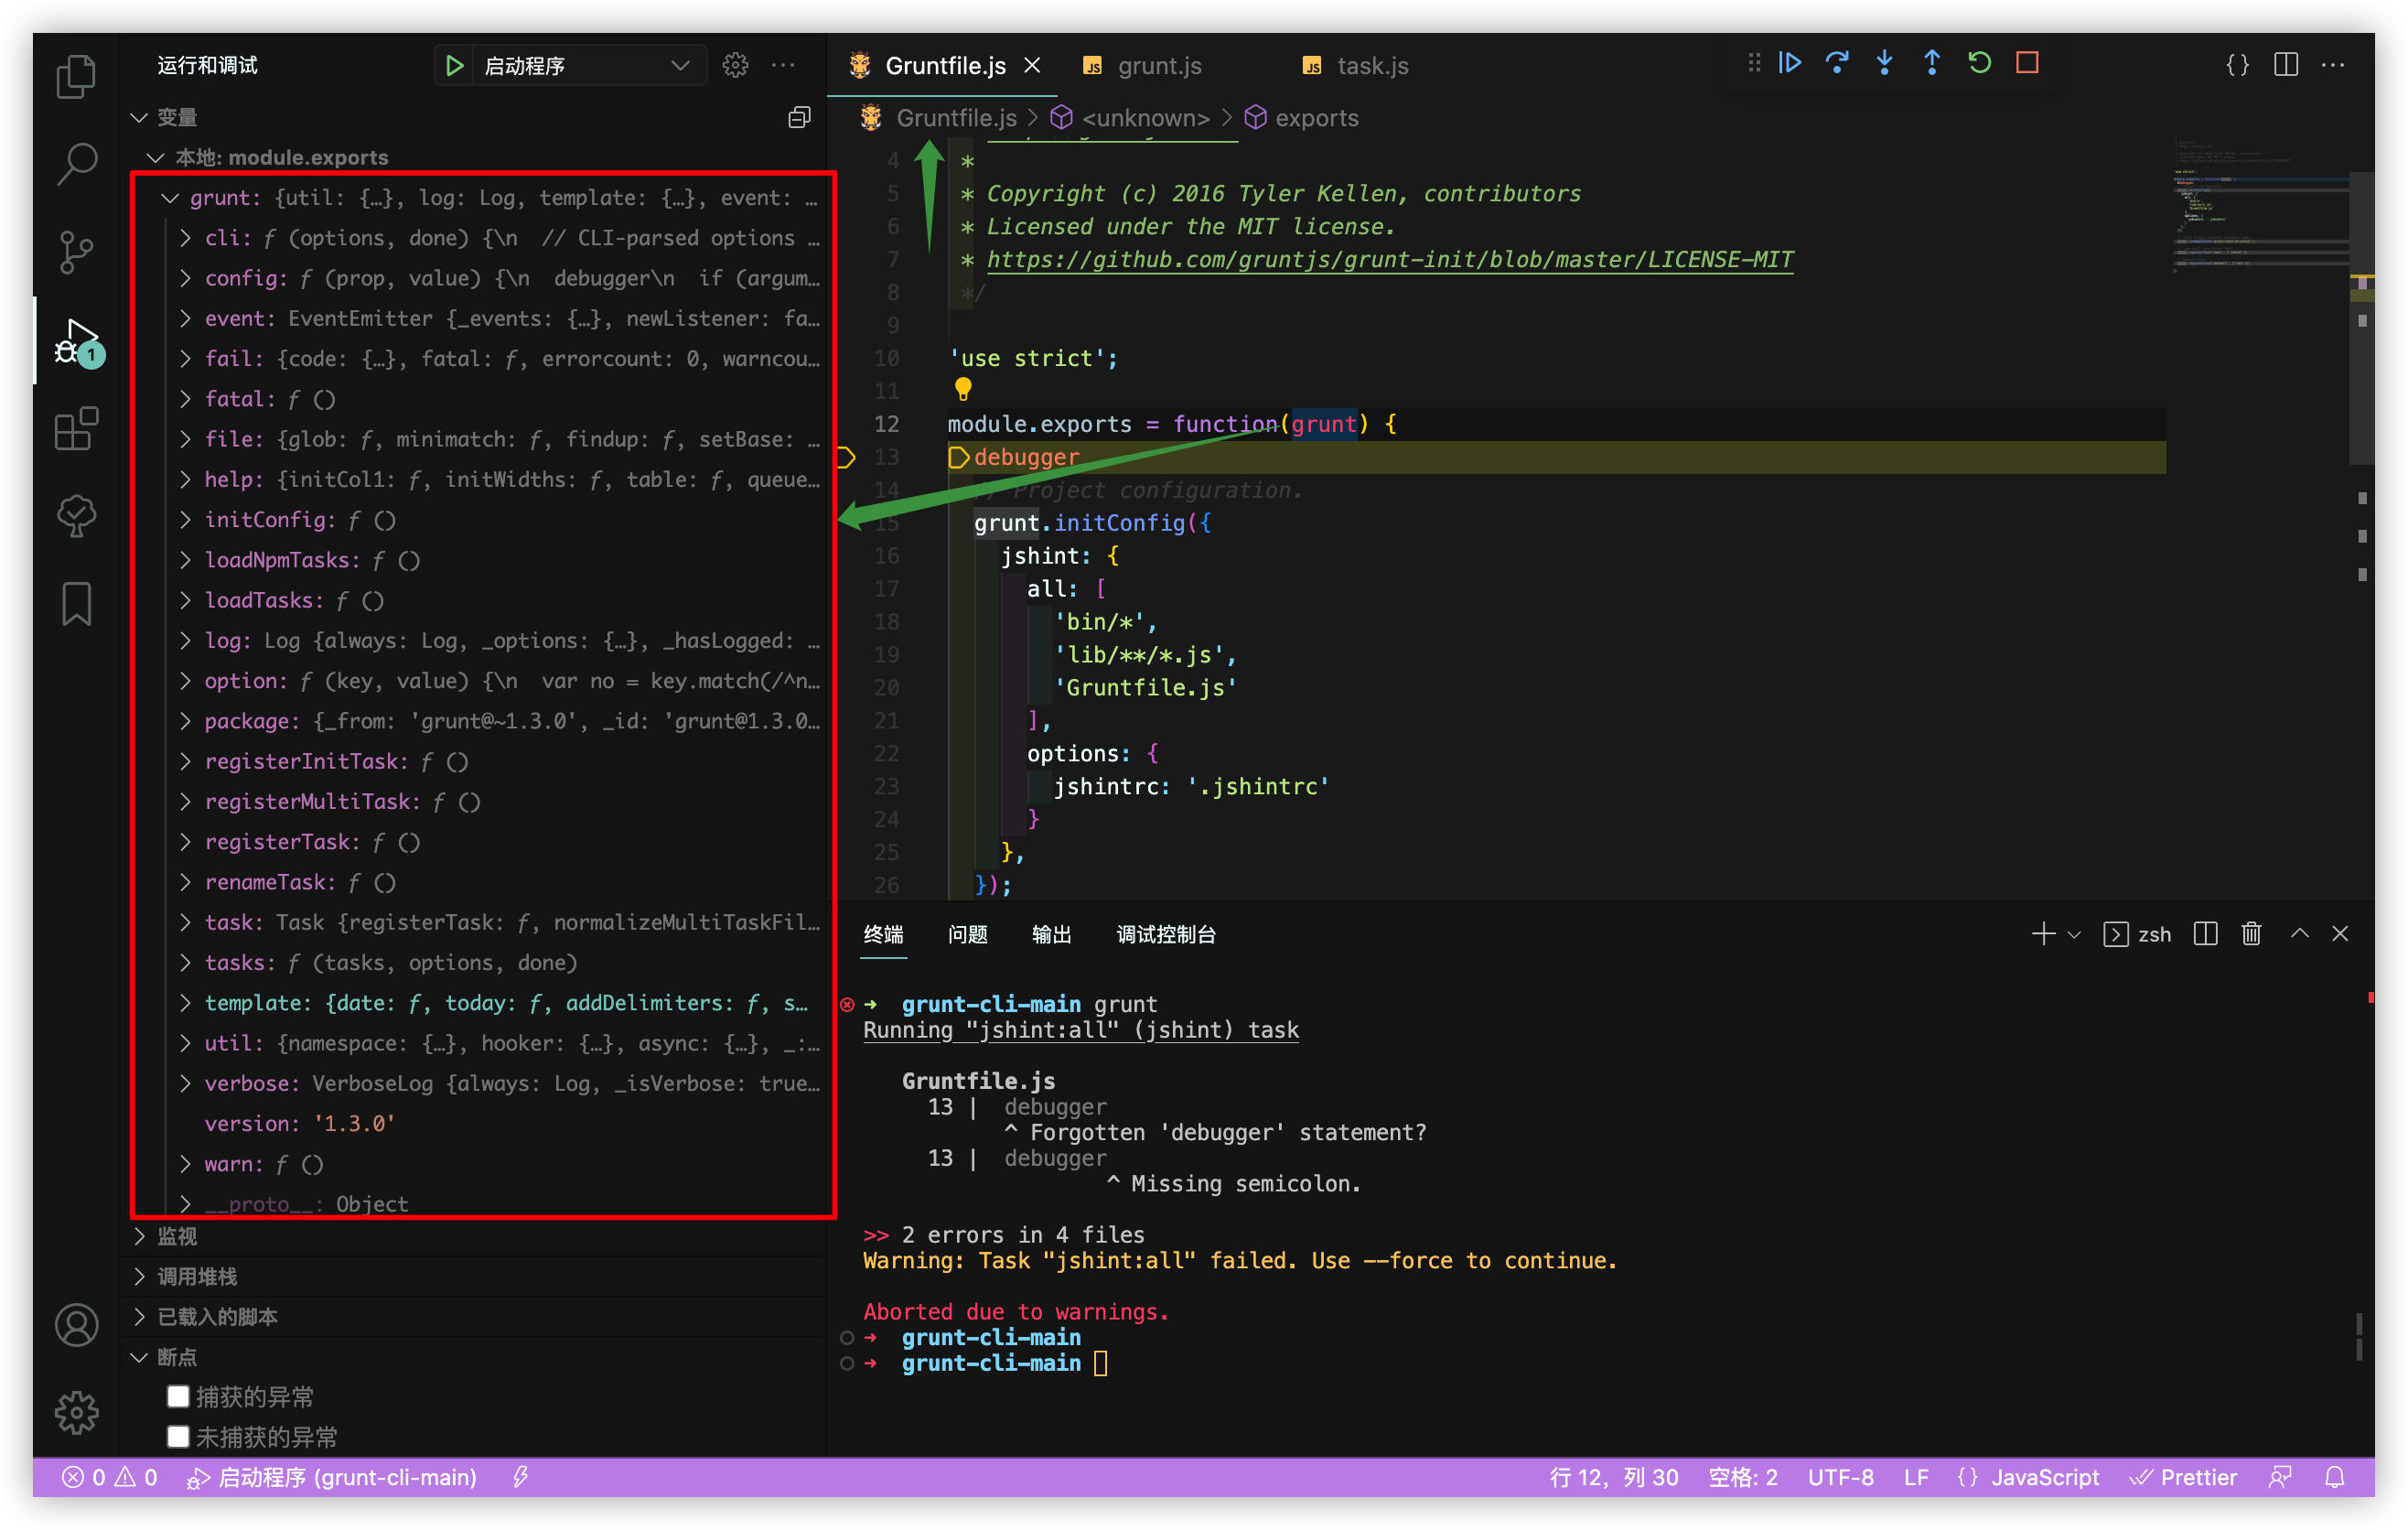 运行和调试
启动程序
变量
本地: module.exports
grunt: {util: {…}, log: Log, template: {…}, event: …
cli: f (options, done) {\n  // CLI-parsed options …
config: f (prop, value) {\n  debugger\n  if (argum…
event: EventEmitter {_events: {…}, newListener: fa…
fail: {code: {…}, fatal: f, errorcount: 0, warncou…
fatal: f ()
file: {glob: f, minimatch: f, findup: f, setBase: …
help: {initCol1: f, initWidths: f, table: f, queue…
initConfig: f ()
loadNpmTasks: f ()
loadTasks: f ()
log: Log {always: Log, _options: {…}, _hasLogged: …
option: f (key, value) {\n  var no = key.match(/^n…
package: {_from: 'grunt@~1.3.0', _id: 'grunt@1.3.0…
registerInitTask: f ()
registerMultiTask: f ()
registerTask: f ()
renameTask: f ()
task: Task {registerTask: f, normalizeMultiTaskFil…
tasks: f (tasks, options, done)
template: {date: f, today: f, addDelimiters: f, s…
util: {namespace: {…}, hooker: {…}, async: {…}, _:…
verbose: VerboseLog {always: Log, _isVerbose: true…
version: '1.3.0'
warn: f ()
__proto__: Object
监视
调用堆栈
已载入的脚本
断点
捕获的异常
未捕获的异常
1
Gruntfile.js
JS grunt.js
JS task.js
Gruntfile.js > <unknown> > exports
4 *
5 * Copyright (c) 2016 Tyler Kellen, contributors
6 * Licensed under the MIT license.
7 * https://github.com/gruntjs/grunt-init/blob/master/LICENSE-MIT
8 */
9
10 'use strict';
11
12 module.exports = function(grunt) {
13 debugger
14 // Project configuration.
15 grunt.initConfig({
16 jshint: {
17 all: [
18 'bin/*',
19 'lib/**/*.js',
20 'Gruntfile.js'
21 ],
22 options: {
23 jshintrc: '.jshintrc'
24 }
25 },
26 });
终端 问题 输出 调试控制台
zsh
➜ grunt-cli-main grunt
Running "jshint:all" (jshint) task
Gruntfile.js
13 | debugger
^ Forgotten 'debugger' statement?
13 | debugger
^ Missing semicolon.
>> 2 errors in 4 files
Warning: Task "jshint:all" failed. Use --force to continue.
Aborted due to warnings.
➜ grunt-cli-main
➜ grunt-cli-main
0 0 启动程序 (grunt-cli-main)
行 12，列 30 空格: 2 UTF-8 LF {} JavaScript Prettier